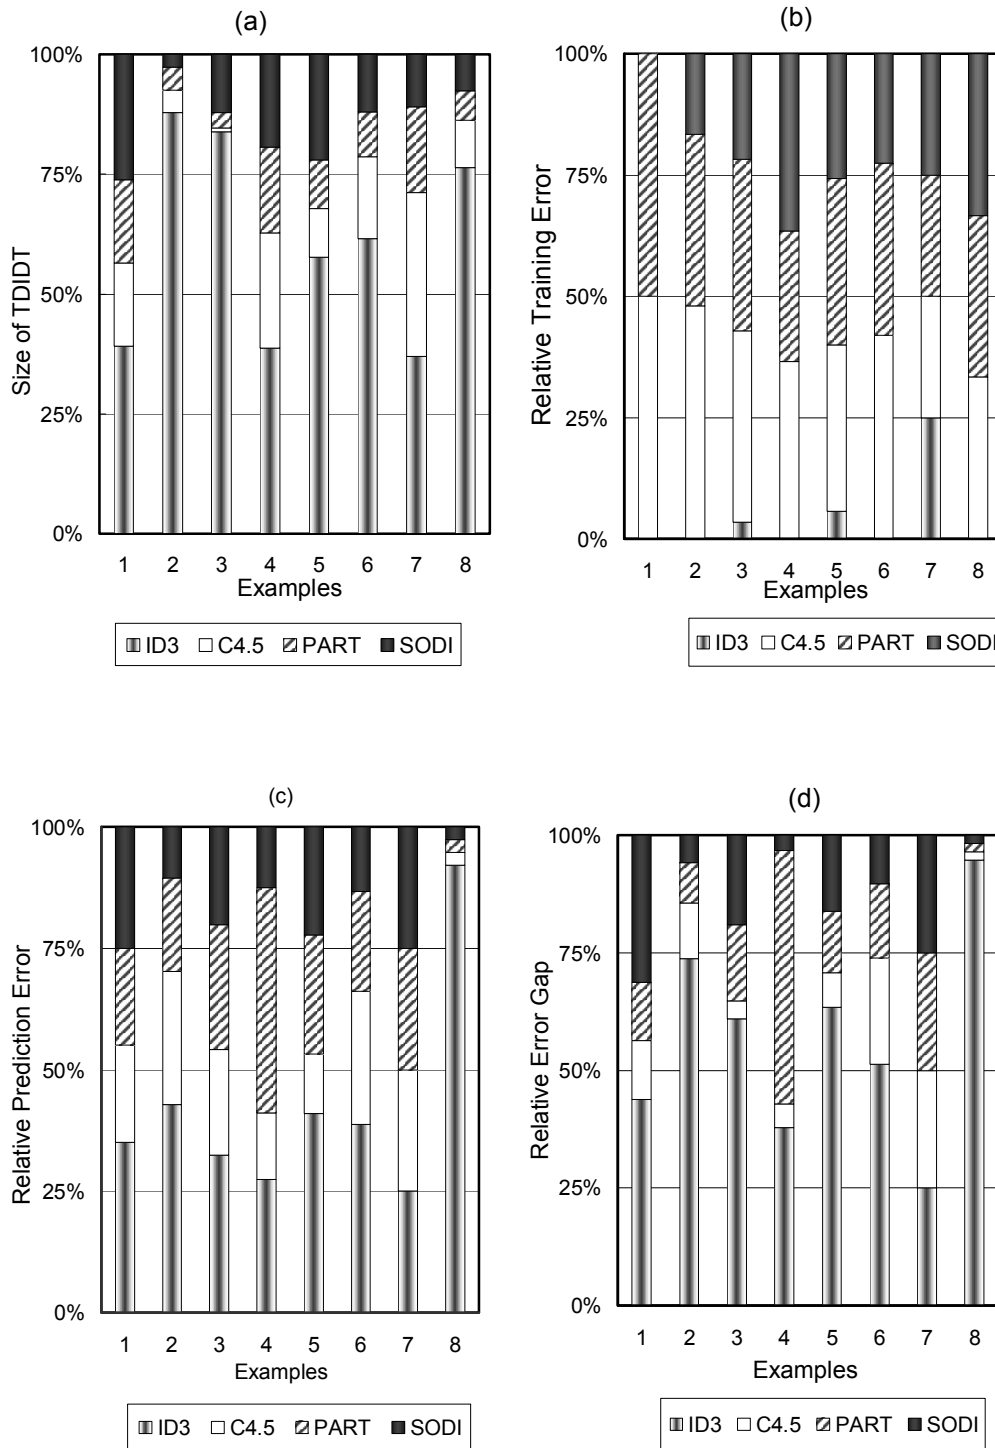 (a)
100%
75%
50%
25%
0%
Size of TDIDT
1 2 3 4 5 6 7 8
Examples
ID3 C4.5 PART SODI
(b)
100%
75%
50%
25%
0%
Relative Training Error
1 2 3 4 5 6 7 8
Examples
ID3 C4.5 PART SODI
(c)
100%
75%
50%
25%
0%
Relative Prediction Error
1 2 3 4 5 6 7 8
Examples
ID3 C4.5 PART SODI
(d)
100%
75%
50%
25%
0%
Relative Error Gap
1 2 3 4 5 6 7 8
Examples
ID3 C4.5 PART SODI